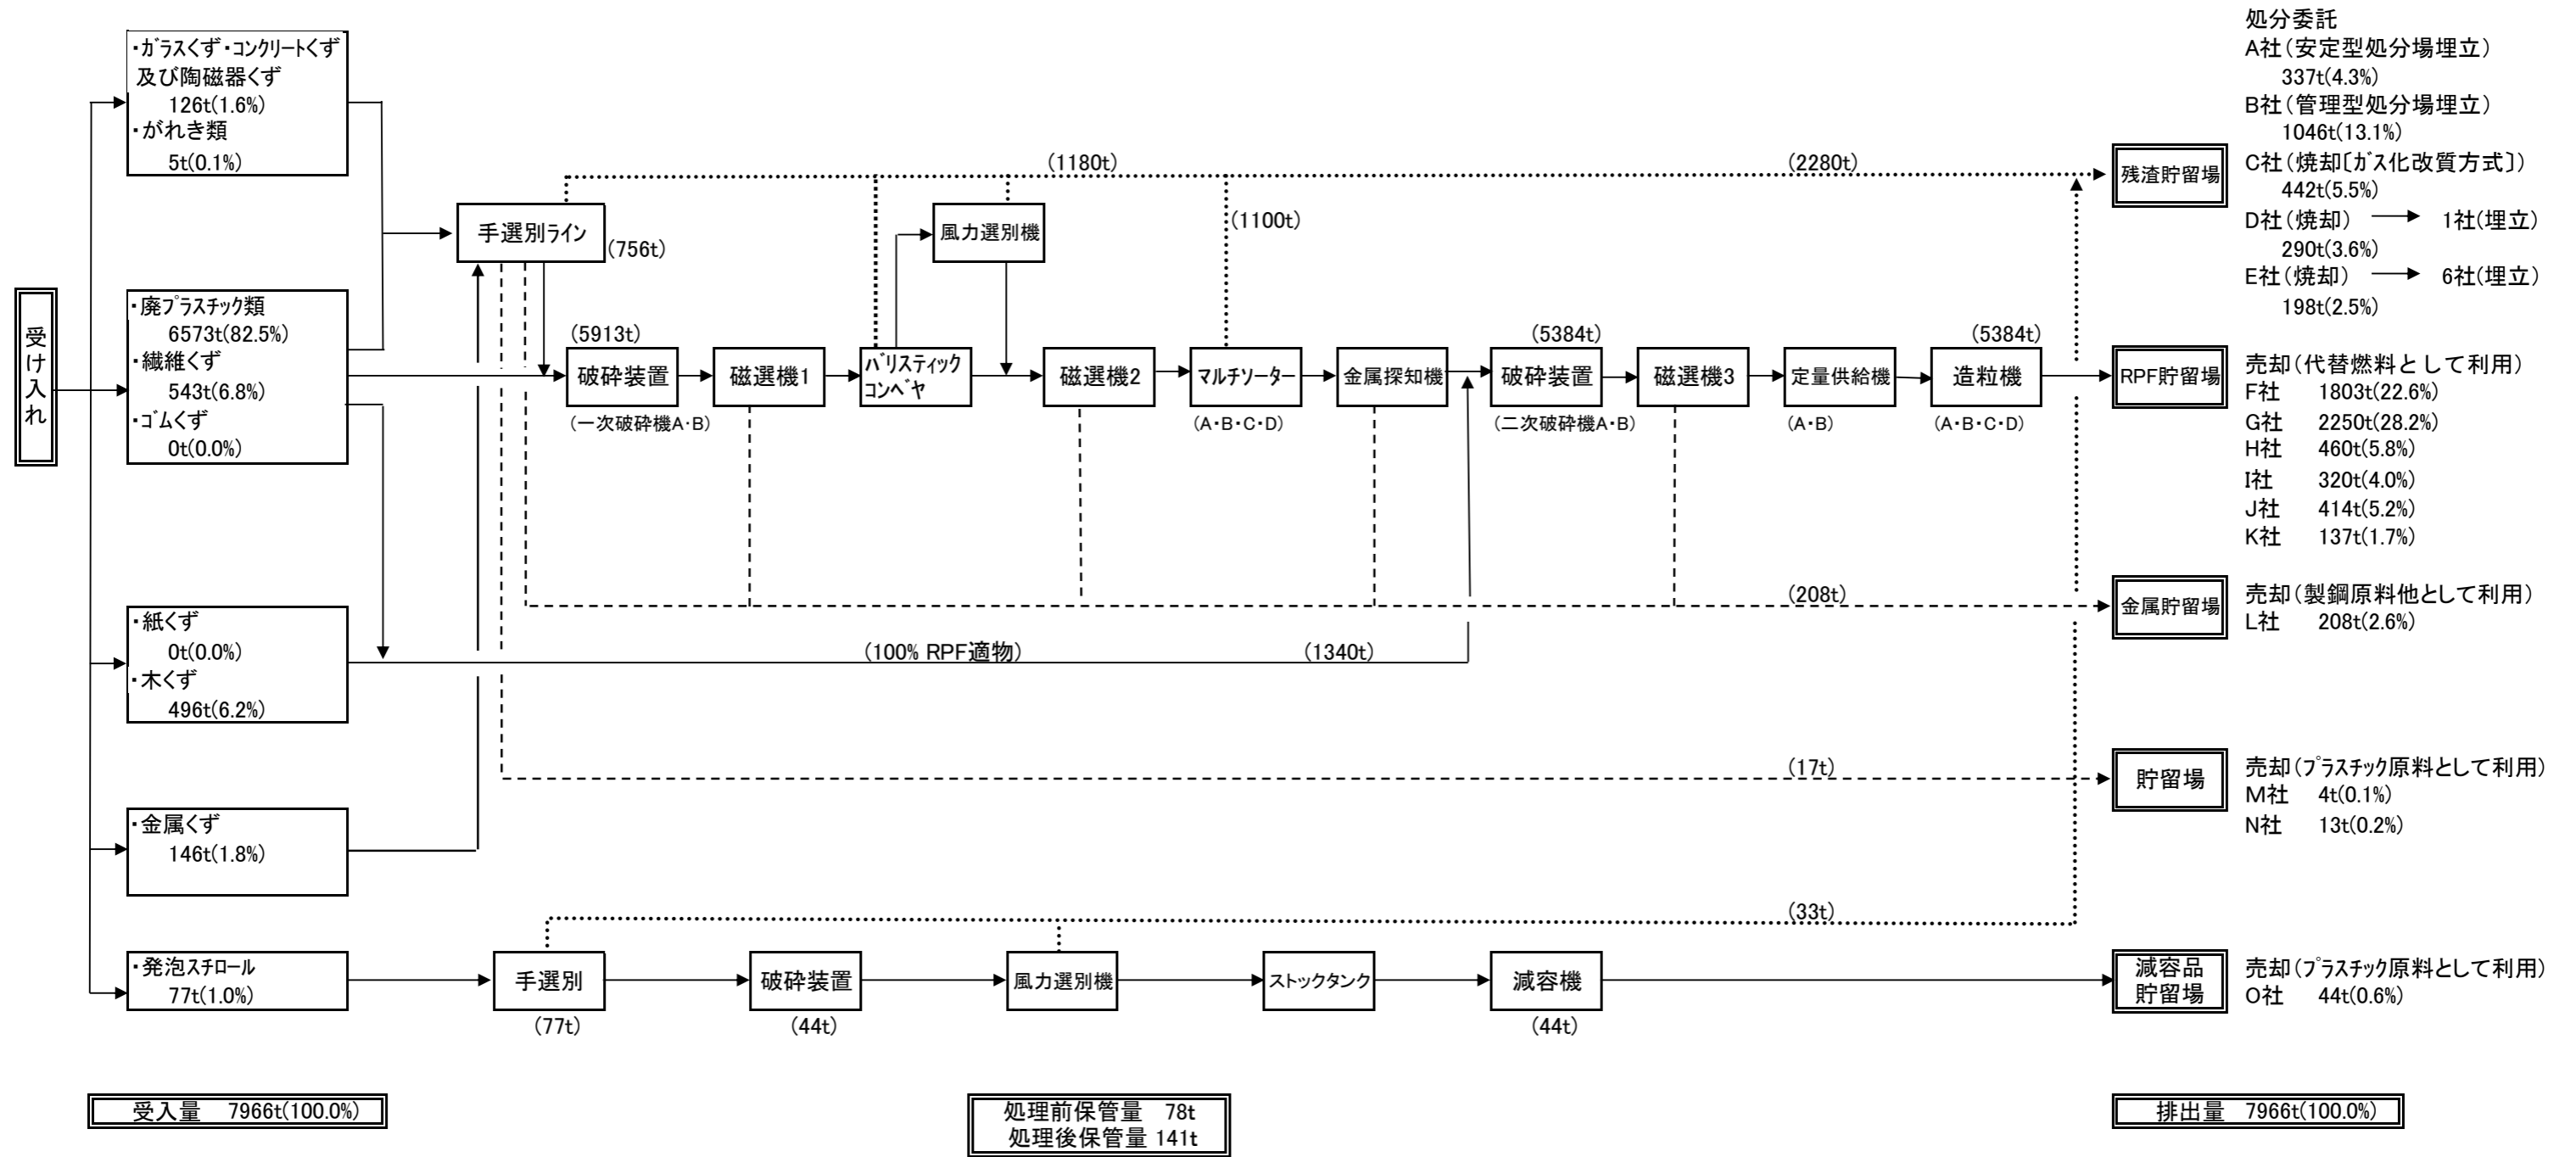 受け入れ
・ガラスくず・コンクリートくず
及び陶磁器くず
126t(1.6%)
・がれき類
5t(0.1%)
・廃プラスチック類
6573t(82.5%)
・繊維くず
543t(6.8%)
・ゴムくず
0t(0.0%)
・紙くず
0t(0.0%)
・木くず
496t(6.2%)
・金属くず
146t(1.8%)
・発泡スチロール
77t(1.0%)
手選別ライン
(756t)
(1180t)
(2280t)
風力選別機
(1100t)
(5913t)
破砕装置
(一次破砕機A・B)
磁選機1
バリスティック
コンベヤ
磁選機2
マルチソーター
(A・B・C・D)
金属探知機
(5384t)
破砕装置
(二次破砕機A・B)
磁選機3
定量供給機
(A・B)
(5384t)
造粒機
(A・B・C・D)
(208t)
(100% RPF適物)
(1340t)
(17t)
(33t)
手選別
(77t)
破砕装置
(44t)
風力選別機
ストックタンク
減容機
(44t)
残渣貯留場
RPF貯留場
金属貯留場
貯留場
減容品
貯留場
処分委託
A社(安定型処分場埋立)
337t(4.3%)
B社(管理型処分場埋立)
1046t(13.1%)
C社(焼却〔ガス化改質方式〕)
442t(5.5%)
D社(焼却) → 1社(埋立)
290t(3.6%)
E社(焼却) → 6社(埋立)
198t(2.5%)
売却(代替燃料として利用)
F社 1803t(22.6%)
G社 2250t(28.2%)
H社 460t(5.8%)
I社 320t(4.0%)
J社 414t(5.2%)
K社 137t(1.7%)
売却(製鋼原料他として利用)
L社 208t(2.6%)
売却(プラスチック原料として利用)
M社 4t(0.1%)
N社 13t(0.2%)
売却(プラスチック原料として利用)
O社 44t(0.6%)
受入量 7966t(100.0%)
処理前保管量 78t
処理後保管量 141t
排出量 7966t(100.0%)